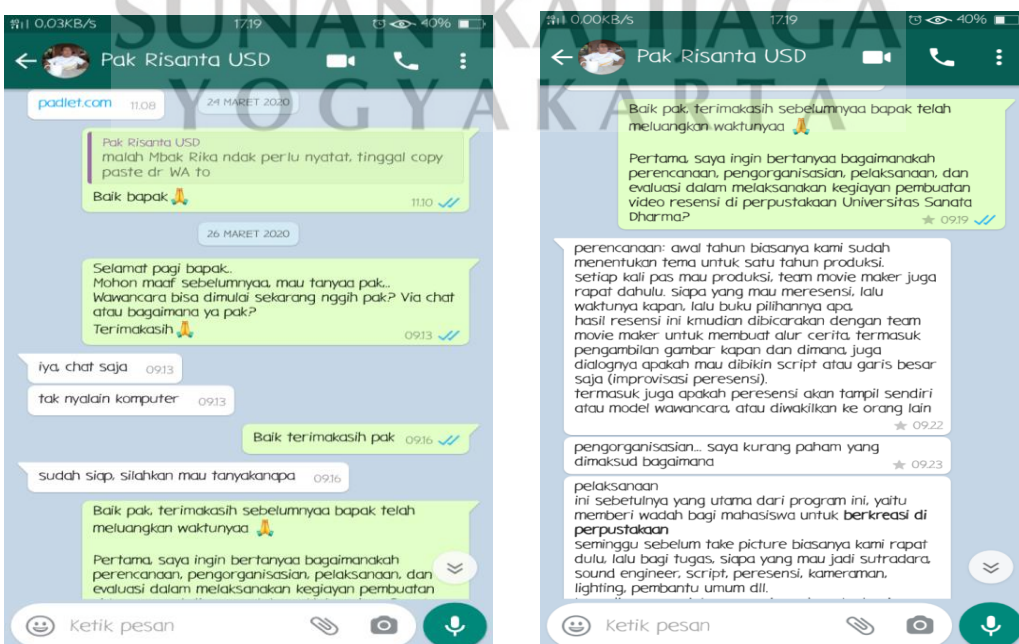 SUNAN KALIJAGA
YOGYAKARTA
0,03KB/s 17.19 40%
Pak Risanta USD
padlet.com 11.08
24 MARET 2020
Pak Risanta USD
malah Mbak Rika ndak perlu nyatat, tinggal copy
paste dr WA to
Baik bapak🙏 11.10
26 MARET 2020
Selamat pagi bapak..
Mohon maaf sebelumnyaa, mau tanyaa pak,..
Wawancara bisa dimulai sekarang nggih pak? Via chat
atau bagaimana ya pak?
Terimakasih🙏 09.13
iya, chat saja 09.13
tak nyalain komputer 09.13
Baik terimakasih pak 09.16
sudah siap, silahkan mau tanyakanapa 09.16
Baik pak, terimakasih sebelumnyaa bapak telah
meluangkan waktunyaa 🙏
Pertama, saya ingin bertanyaa bagaimanakah
perencanaan, pengorganisasian, pelaksanaan, dan
evaluasi dalam melaksanakan kegiayan pembuatan
Ketik pesan
0,00KB/s 17.19 40%
Pak Risanta USD
Baik pak, terimakasih sebelumnyaa bapak telah
meluangkan waktunyaa 🙏
Pertama, saya ingin bertanyaa bagaimanakah
perencanaan, pengorganisasian, pelaksanaan, dan
evaluasi dalam melaksanakan kegiayan pembuatan
video resensi di perpustakaan Universitas Sanata
Dharma? 09.19
perencanaan: awal tahun biasanya kami sudah
menentukan tema untuk satu tahun produksi.
setiap kali pas mau produksi, team movie maker juga
rapat dahulu. siapa yang mau meresensi, lalu
waktunya kapan, lalu buku pilihannya apa.
hasil resensi ini kmudian dibicarakan dengan team
movie maker untuk membuat alur cerita, termasuk
pengambilan gambar kapan dan dimana, juga
dialognya apakah mau dibikin script atau garis besar
saja (improvisasi peresensi).
termasuk juga apakah peresensi akan tampil sendiri
atau model wawancara, atau diwakilkan ke orang lain
09.22
pengorganisasian... saya kurang paham yang
dimaksud bagaimana 09.23
pelaksanaan
ini sebetulnya yang utama dari program ini, yaitu
memberi wadah bagi mahasiswa untuk berkreasi di
perpustakaan
seminggu sebelum take picture biasanya kami rapat
dulu, lalu bagi tugas, siapa yang mau jadi sutradara,
sound engineer, script, peresensi, kameraman,
lighting, pembantu umum dll.
Ketik pesan